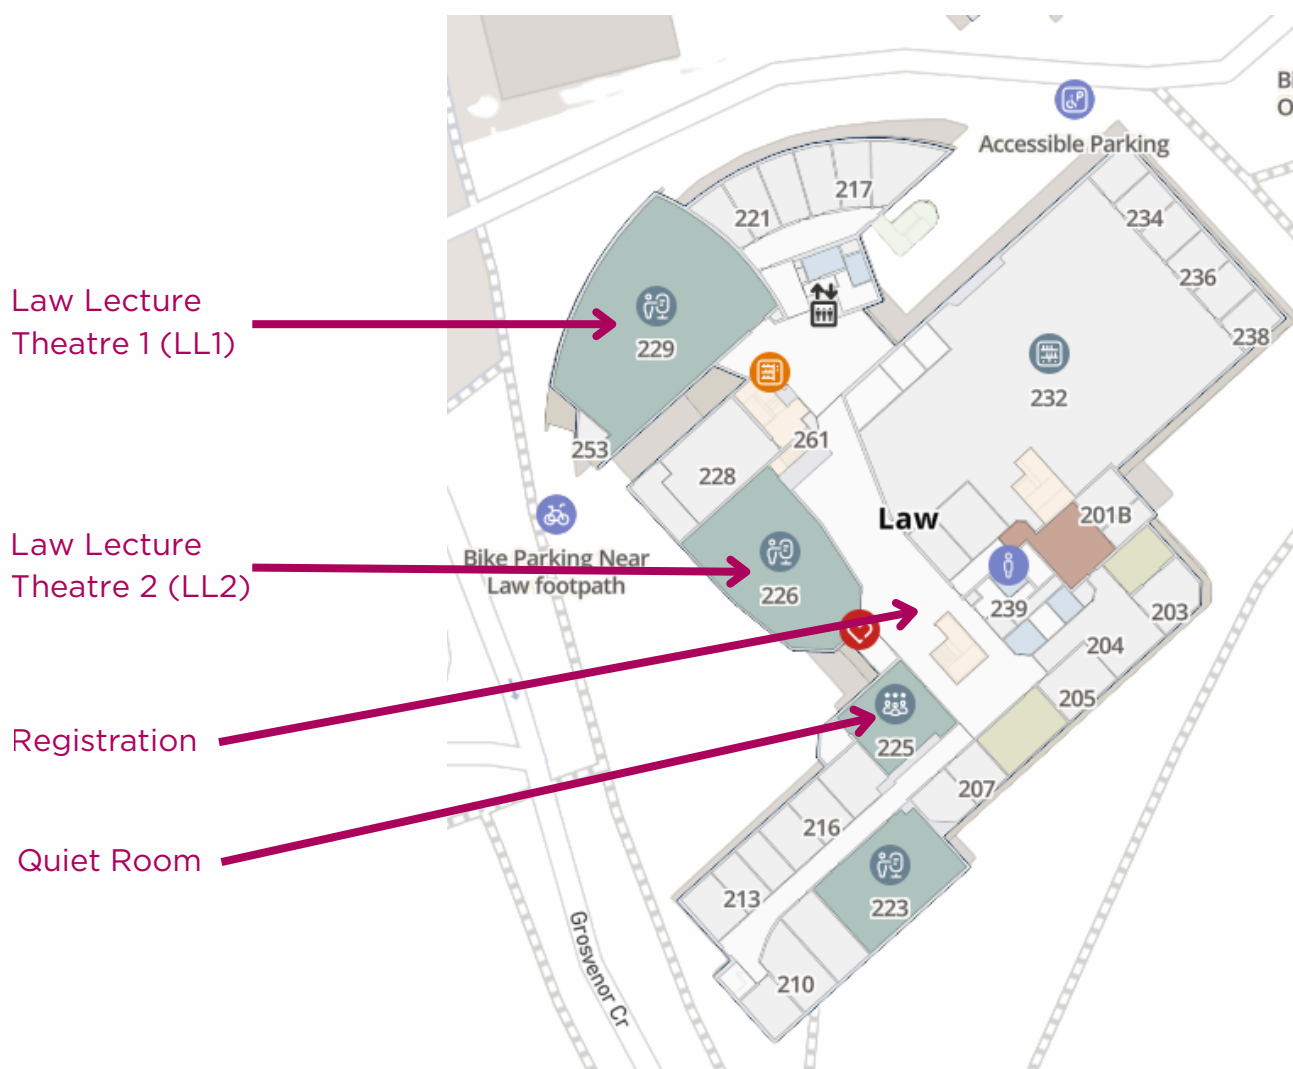 Law Lecture
Theatre 1 (LL1)
Law Lecture
Theatre 2 (LL2)
Registration
Quiet Room
Accessible Parking
217
221
234
236
238
229
232
253
261
228
201B
Law
Bike Parking Near
Law footpath
226
239
203
204
205
225
207
216
213
223
210
Grosvenor Cr